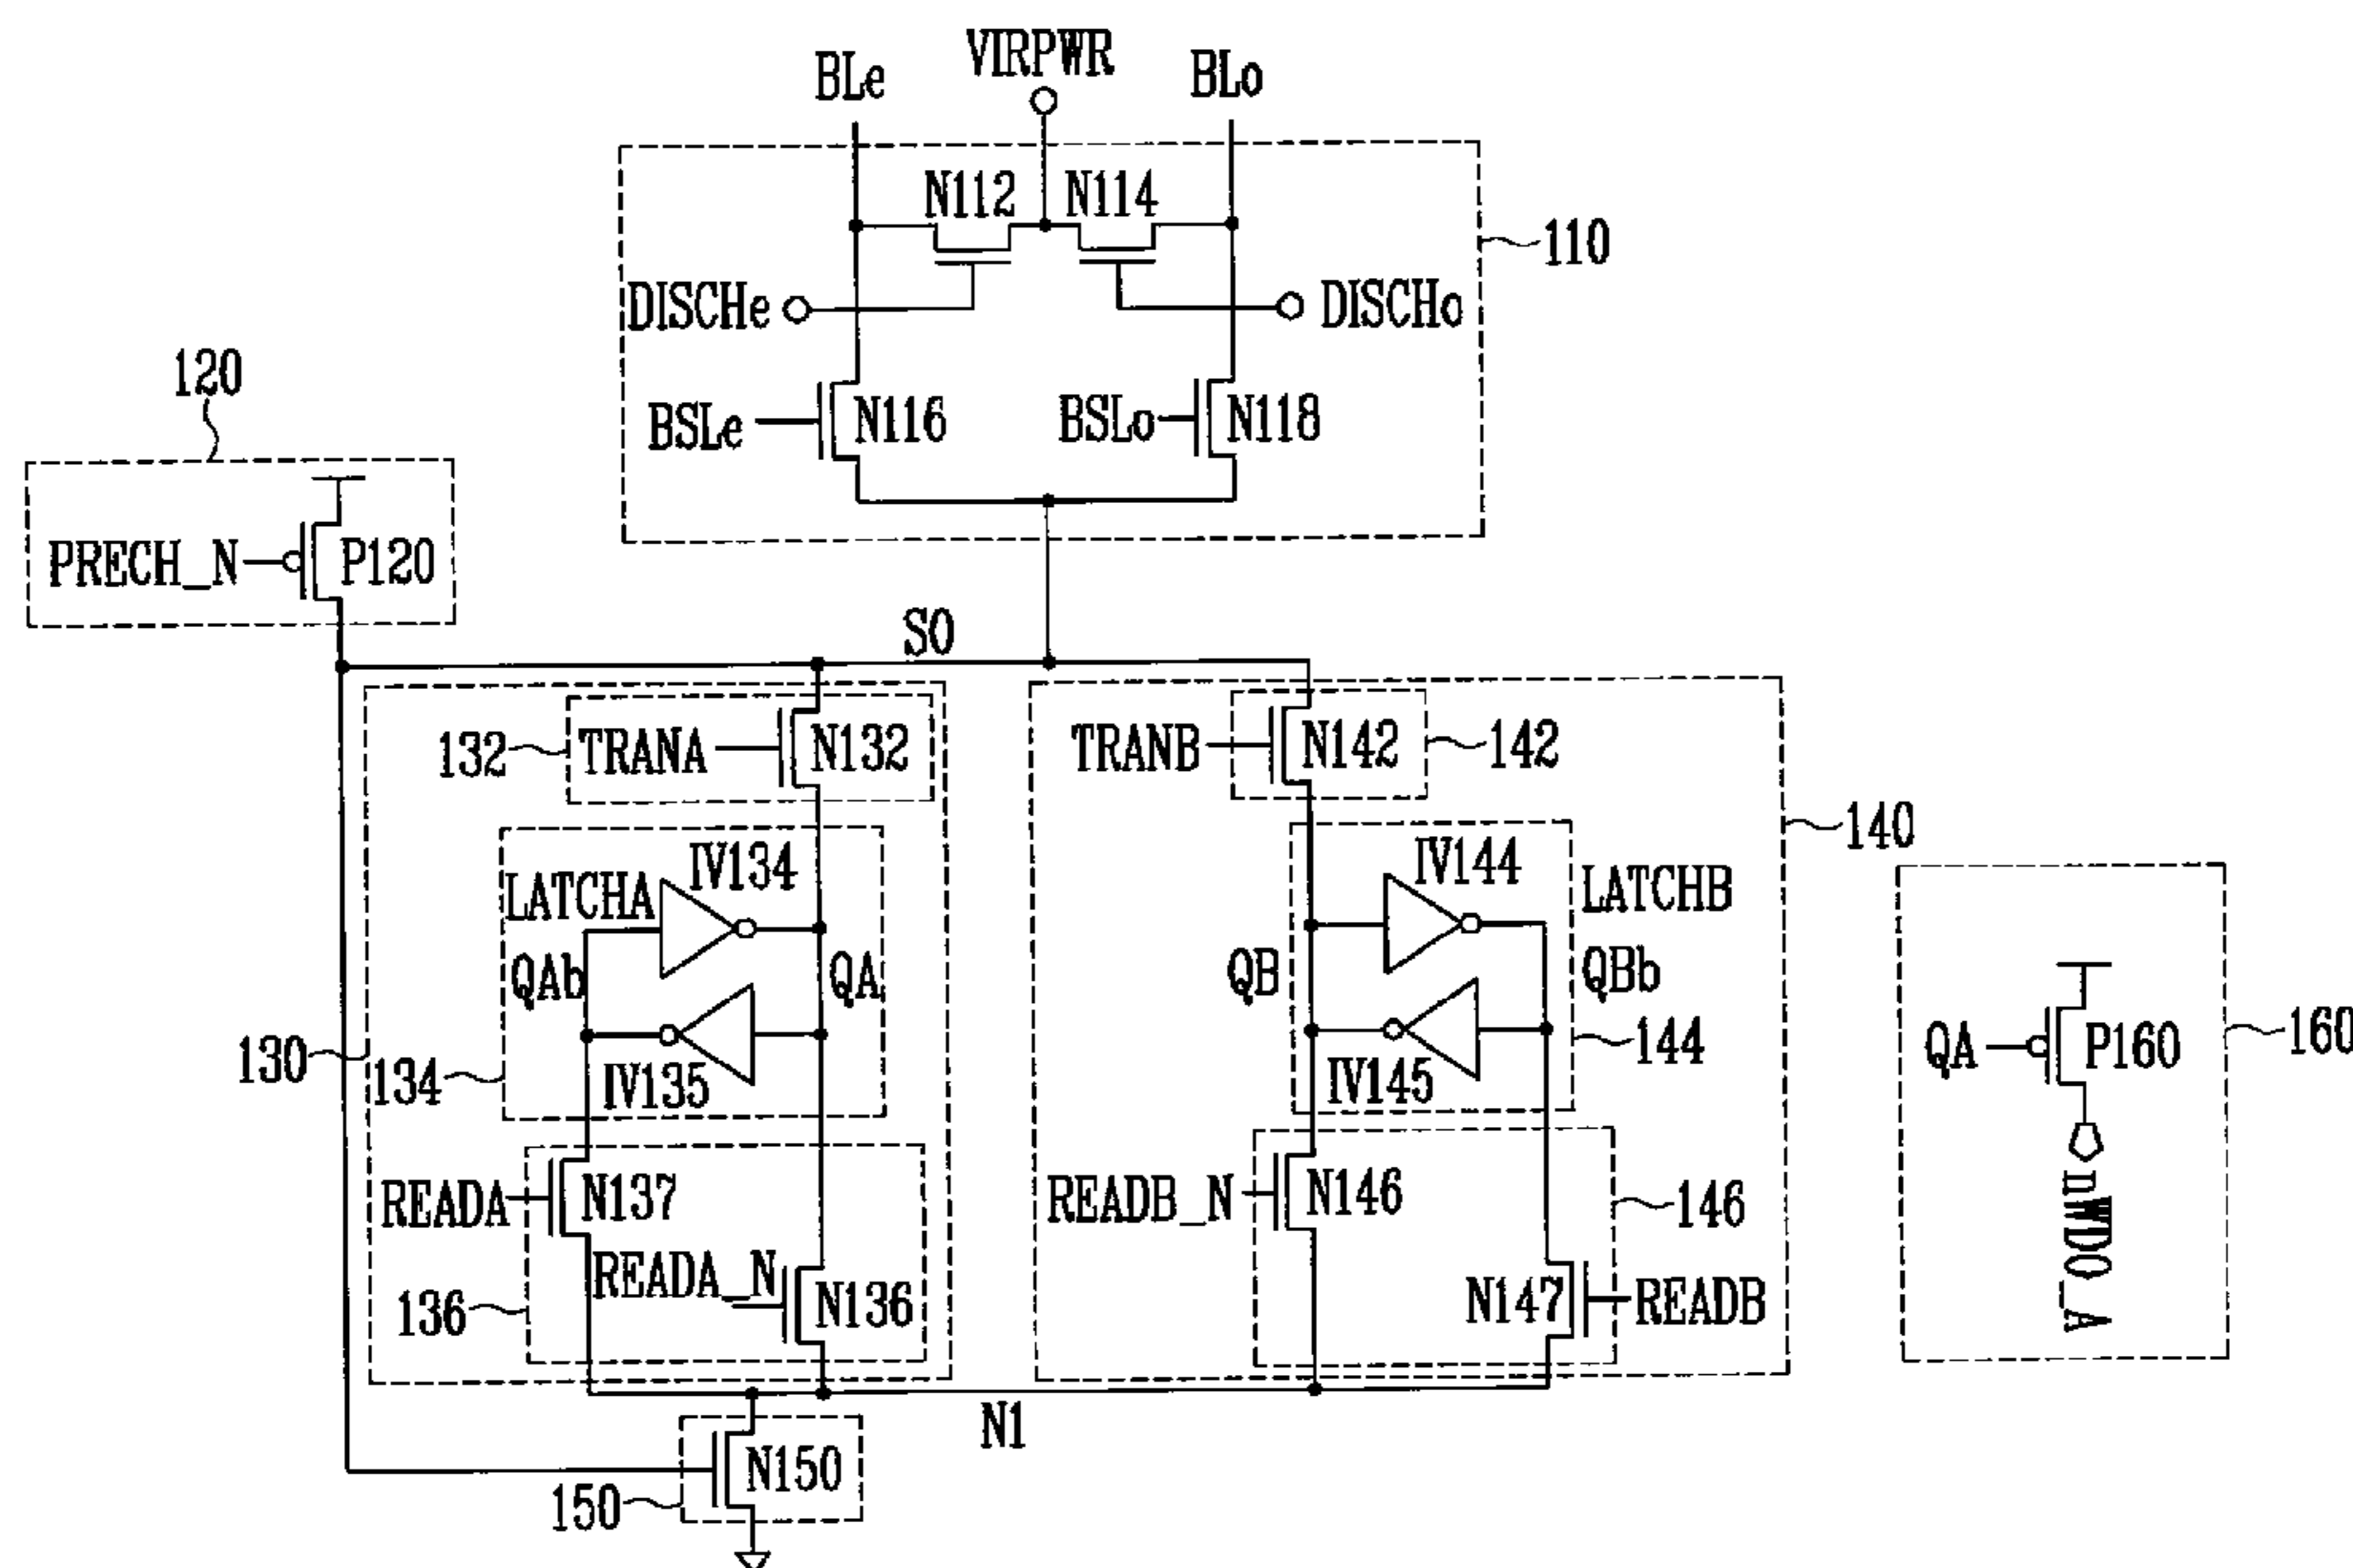 VIRPWR
BLe
BLo
N112
N114
110
DISCHe
DISCHo
120
BSLe
N116
BSLo
N118
PRECH_N
P120
SO
132
TRANA
N132
TRANB
N142
142
140
IV134
IV144
LATCHA
LATCHB
QAb
QA
QB
QBb
130
134
IV135
IV145
144
QA
P160
160
nWDO_A
READA
N137
READB_N
N146
146
READA_N
136
N136
N147
READB
N1
N150
150